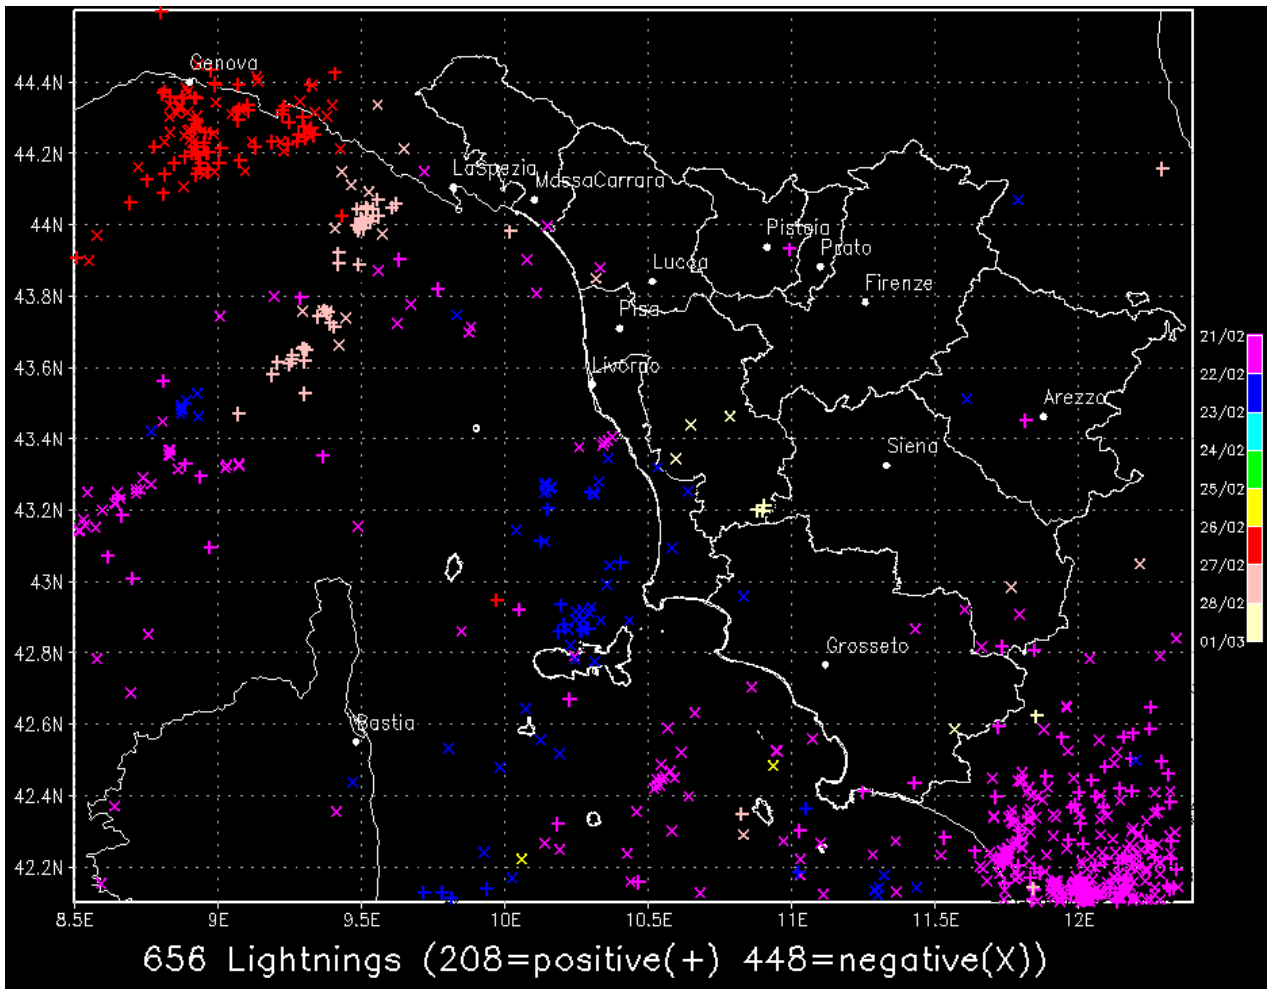 44.4N
44.2N
44N
43.8N
43.6N
43.4N
43.2N
43N
42.8N
42.6N
42.4N
42.2N
Genova
LaSpezia
MassaCarrara
Pistoia
Prato
Lucca
Firenze
Pisa
Livorno
Arezzo
Siena
Grosseto
Bastia
21/02
22/02
23/02
24/02
25/02
26/02
27/02
28/02
01/03
8.5E 9E 9.5E 10E 10.5E 11E 11.5E 12E
656 Lightnings (208=positive(+) 448=negative(X))